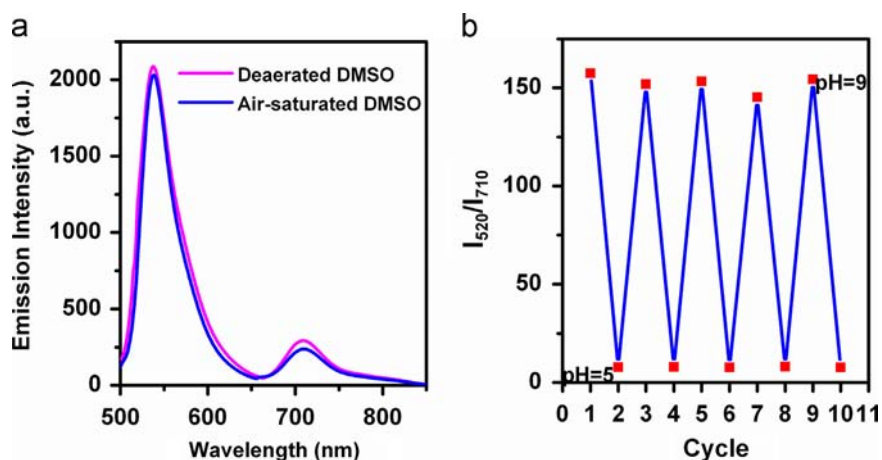 a
Emission Intensity (a.u.)
2000
1500
1000
500
0
Deaerated DMSO
Air-saturated DMSO
500 600 700 800
Wavelength (nm)
b
I520/I710
150
100
50
0
pH=9
pH=5
0 1 2 3 4 5 6 7 8 9 10 11
Cycle